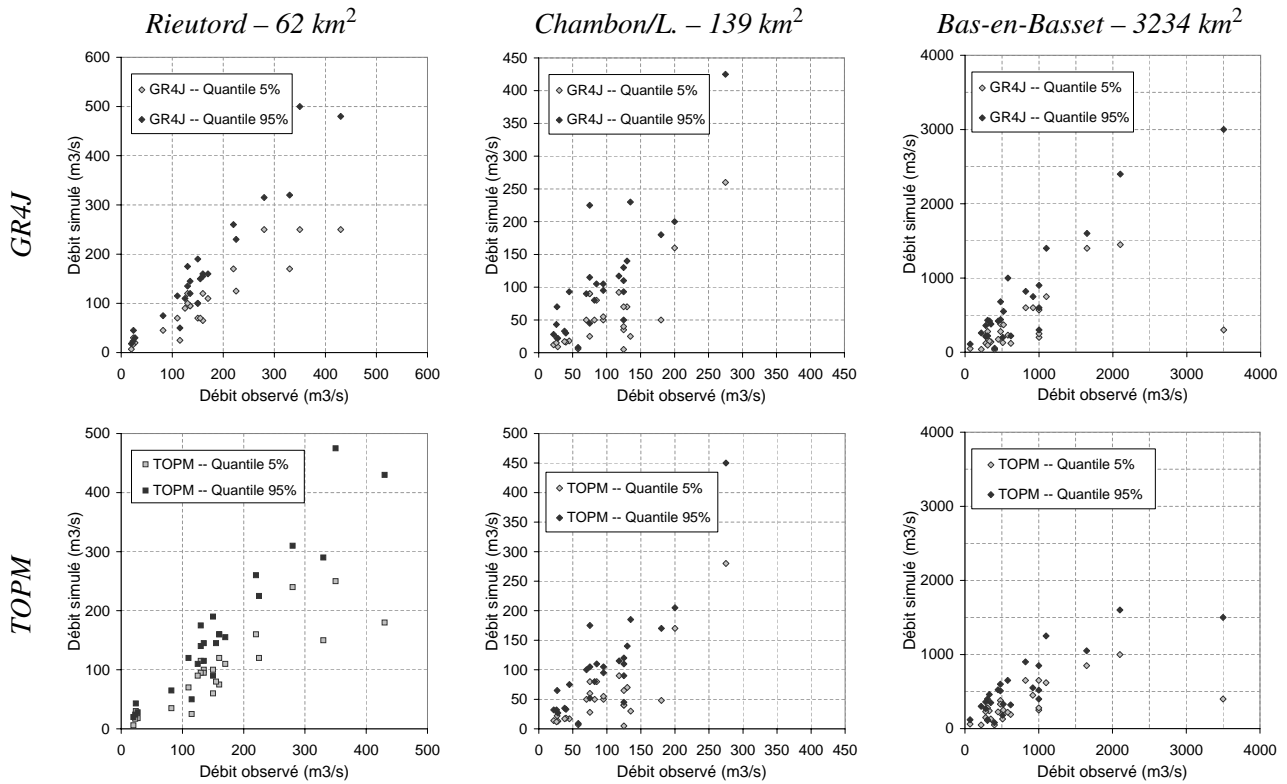 Rieutord – 62 km²
Chambon/L. – 139 km²
Bas-en-Basset – 3234 km²
GR4J
600
500
400
300
200
100
0
Débit simulé (m3/s)
GR4J -- Quantile 5%
GR4J -- Quantile 95%
0 100 200 300 400 500 600
Débit observé (m3/s)
450
400
350
300
250
200
150
100
50
0
Débit simulé (m3/s)
GR4J -- Quantile 5%
GR4J -- Quantile 95%
0 50 100 150 200 250 300 350 400 450
Débit observé (m3/s)
4000
3000
2000
1000
0
Débit simulé (m3/s)
GR4J -- Quantile 5%
GR4J -- Quantile 95%
0 1000 2000 3000 4000
Débit observé (m3/s)
TOPM
500
400
300
200
100
0
Débit simulé (m3/s)
TOPM -- Quantile 5%
TOPM -- Quantile 95%
0 100 200 300 400 500
Débit observé (m3/s)
500
450
400
350
300
250
200
150
100
50
0
Débit simulé (m3/s)
TOPM -- Quantile 5%
TOPM -- Quantile 95%
0 50 100 150 200 250 300 350 400 450
Débit observé (m3/s)
4000
3000
2000
1000
0
Débit simulé (m3/s)
TOPM -- Quantile 5%
TOPM -- Quantile 95%
0 1000 2000 3000 4000
Débit observé (m3/s)